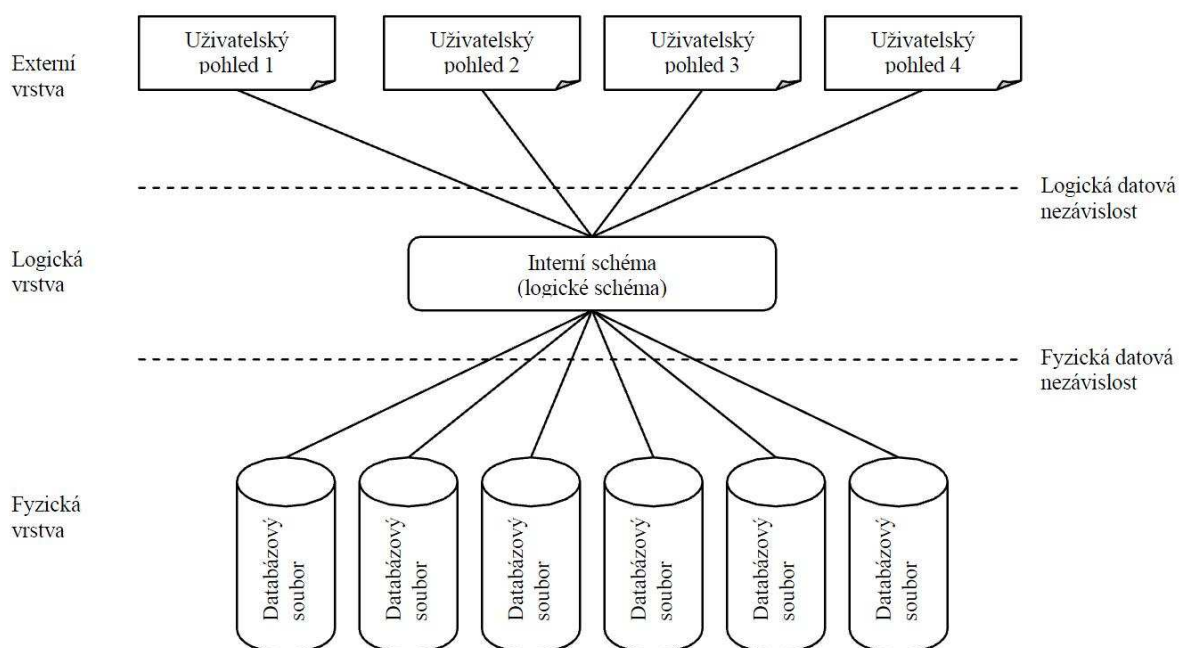 Externí
vrstva
Uživatelský
pohled 1
Uživatelský
pohled 2
Uživatelský
pohled 3
Uživatelský
pohled 4
Logická datová
nezávislost
Logická
vrstva
Interní schéma
(logické schéma)
Fyzická datová
nezávislost
Fyzická
vrstva
Databázový
soubor
Databázový
soubor
Databázový
soubor
Databázový
soubor
Databázový
soubor
Databázový
soubor